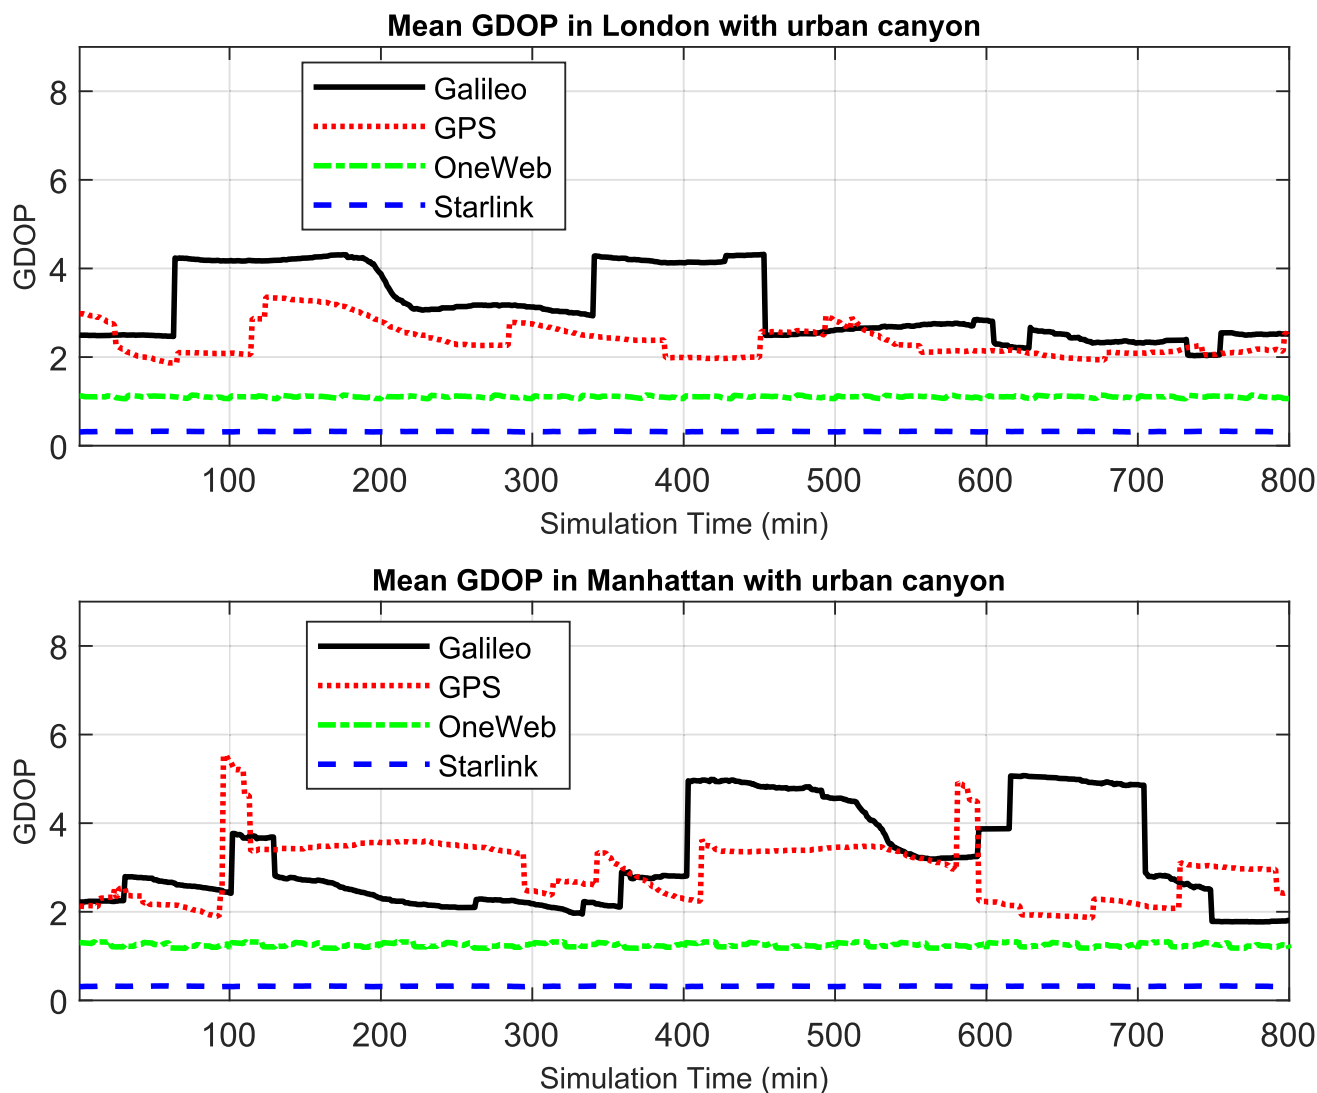 Mean GDOP in London with urban canyon
8
6
4
2
0
GDOP
Galileo
GPS
OneWeb
Starlink
100 200 300 400 500 600 700 800
Simulation Time (min)
Mean GDOP in Manhattan with urban canyon
8
6
4
2
0
GDOP
Galileo
GPS
OneWeb
Starlink
100 200 300 400 500 600 700 800
Simulation Time (min)